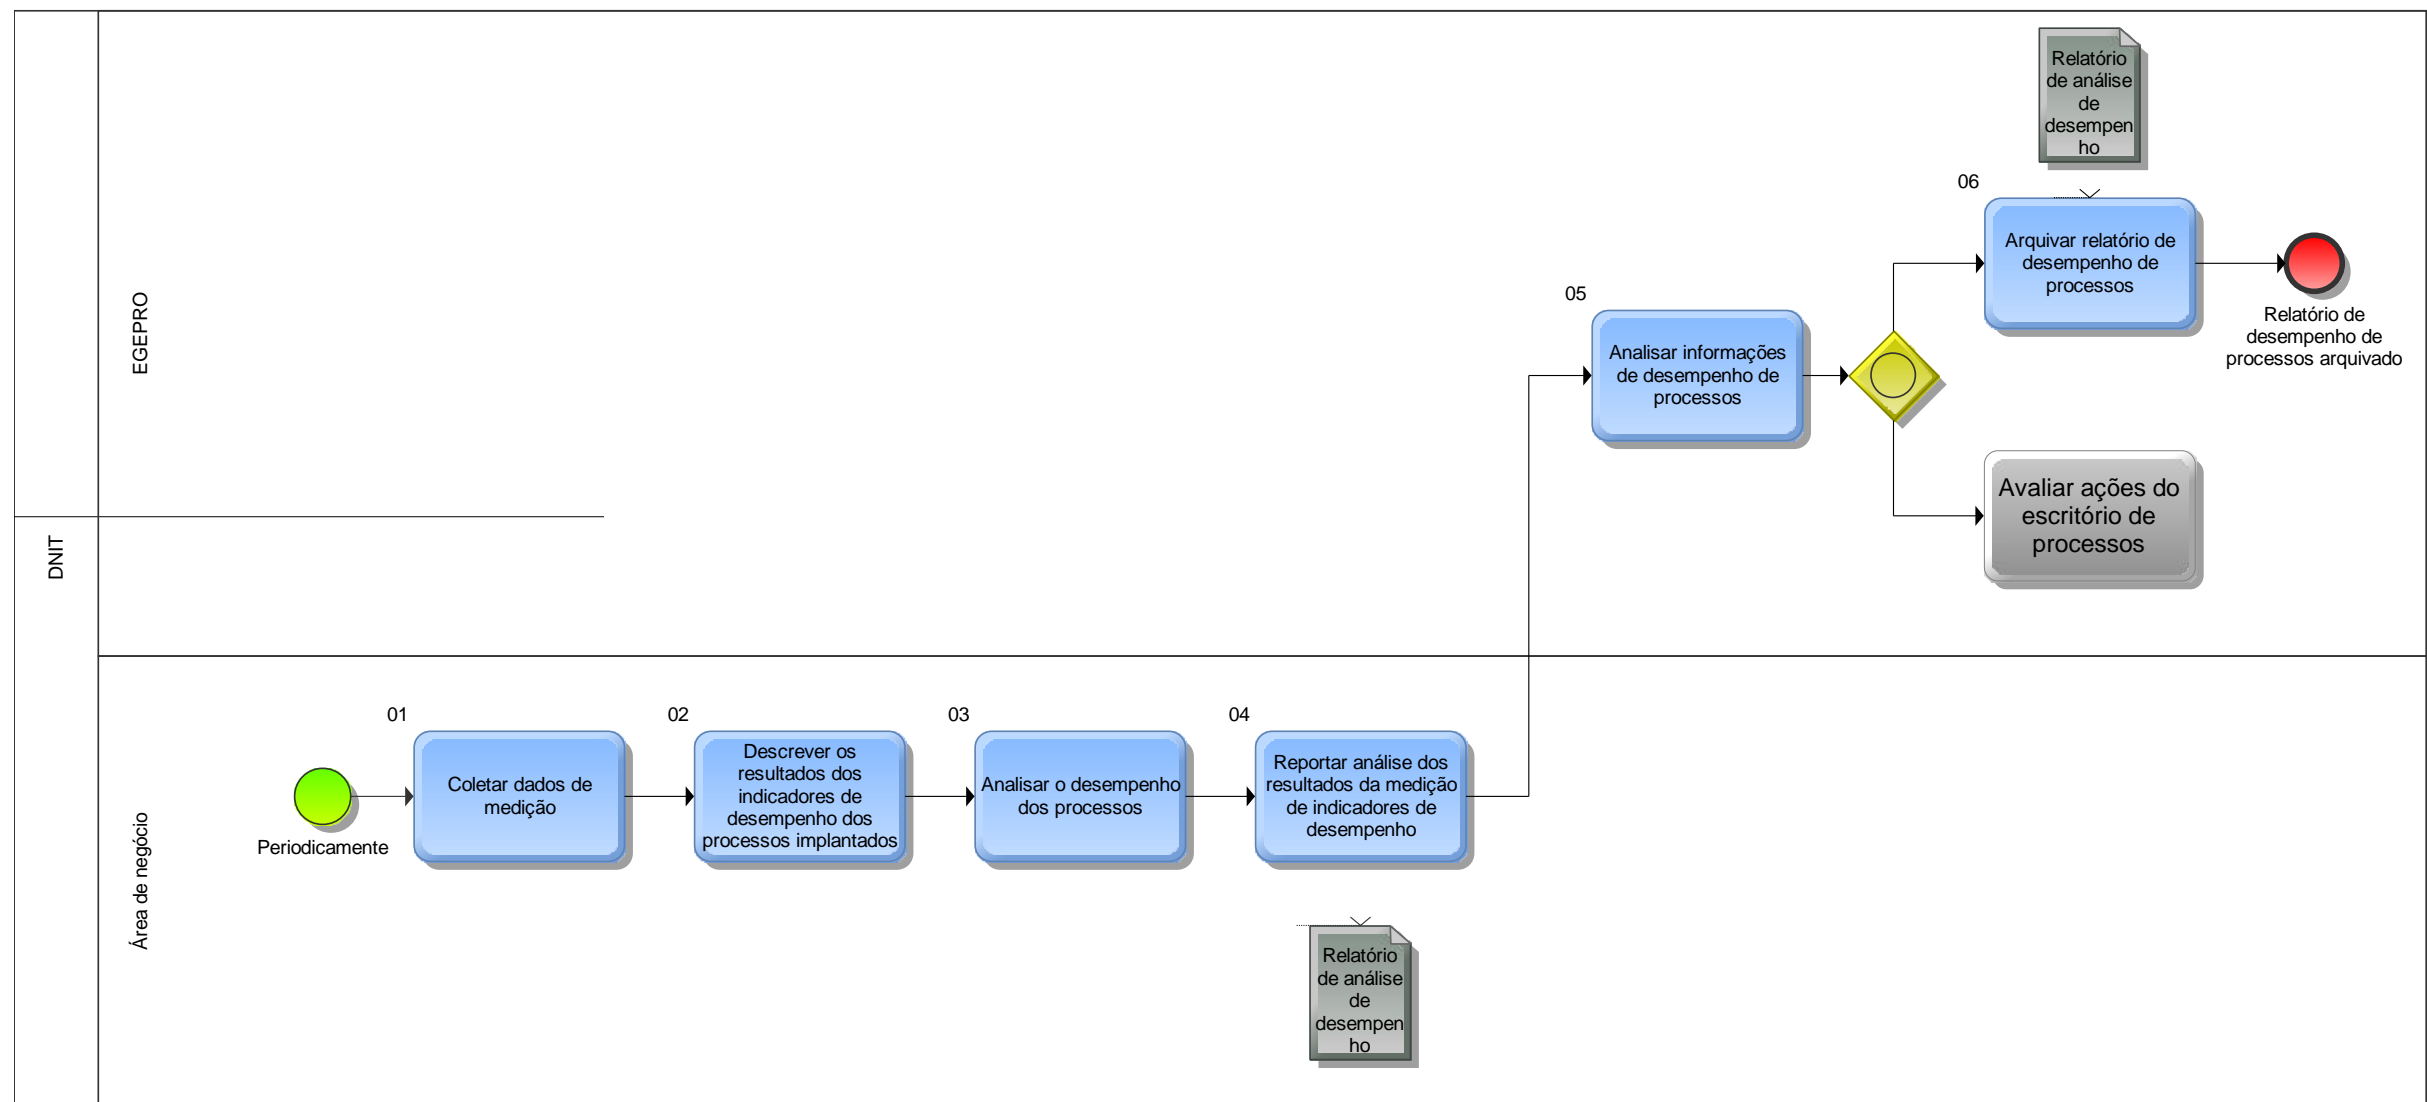 DNIT
EGEPRO
Relatório
de análise
de
desempen
ho
06
Arquivar relatório de
desempenho de
processos
Relatório de
desempenho de
processos arquivado
05
Analisar informações
de desempenho de
processos
Avaliar ações do
escritório de
processos
Área de negócio
Periodicamente
01
Coletar dados de
medição
02
Descrever os
resultados dos
indicadores de
desempenho dos
processos implantados
03
Analisar o desempenho
dos processos
04
Reportar análise dos
resultados da medição
de indicadores de
desempenho
Relatório
de análise
de
desempen
ho